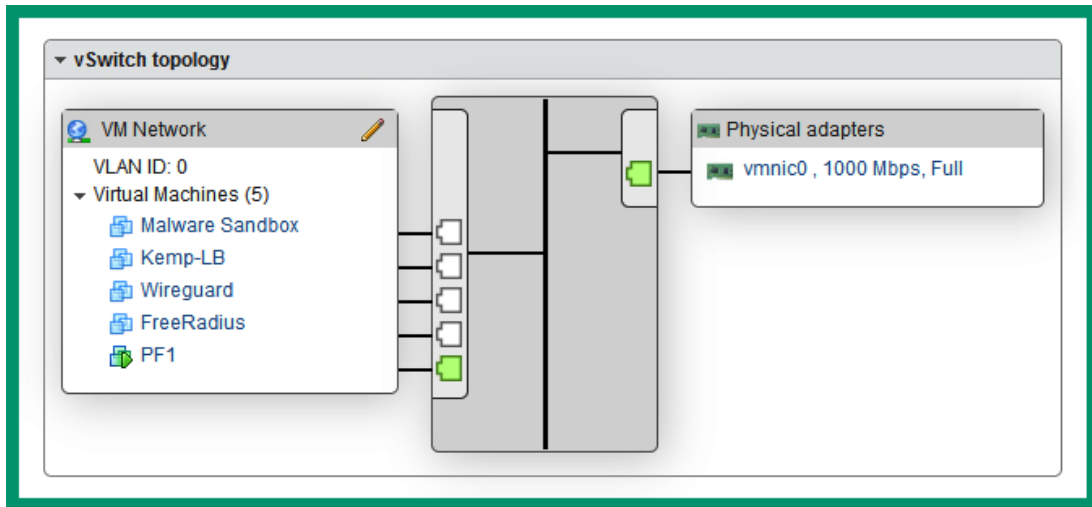 vSwitch topology
VM Network
VLAN ID: 0
Virtual Machines (5)
Malware Sandbox
Kemp-LB
Wireguard
FreeRadius
PF1
Physical adapters
vmnic0 , 1000 Mbps, Full